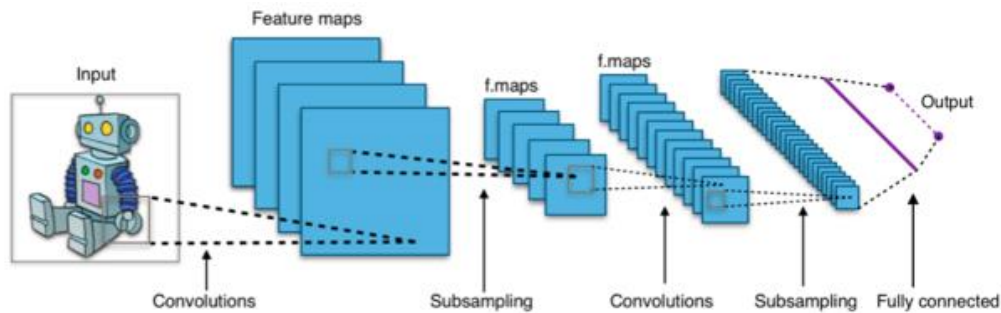 Feature maps
Input
f.maps
f.maps
Output
Convolutions
Subsampling
Convolutions
Subsampling
Fully connected